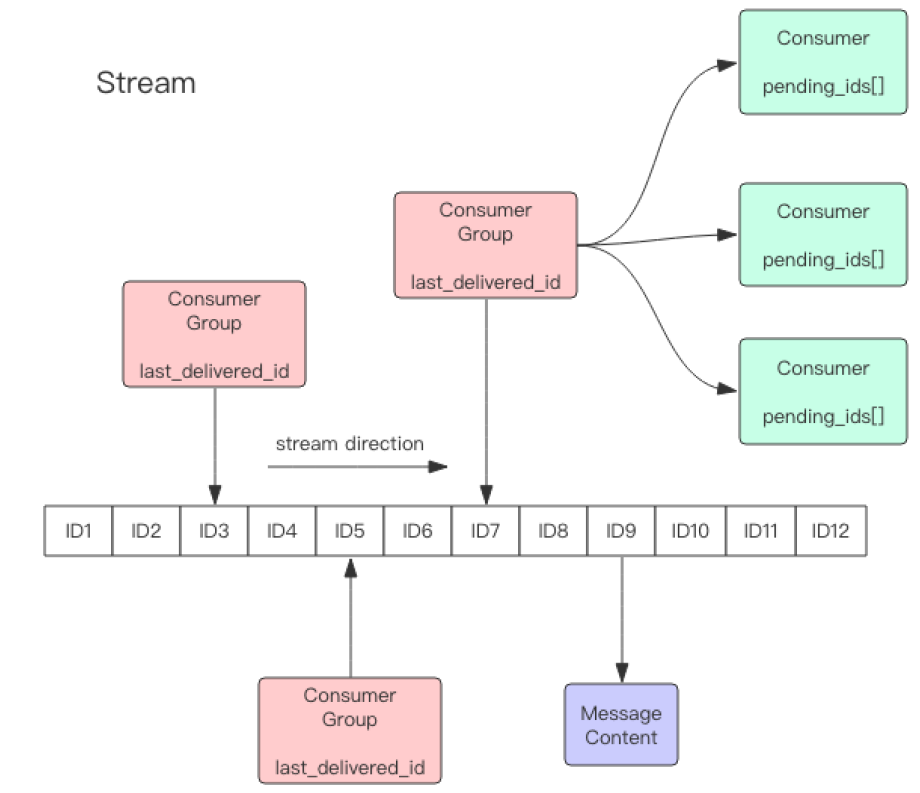 Stream
Consumer
pending_ids[]
Consumer
Group
last_delivered_id
Consumer
pending_ids[]
Consumer
Group
last_delivered_id
Consumer
pending_ids[]
stream direction
ID1 ID2 ID3 ID4 ID5 ID6 ID7 ID8 ID9 ID10 ID11 ID12
Consumer
Group
last_delivered_id
Message
Content